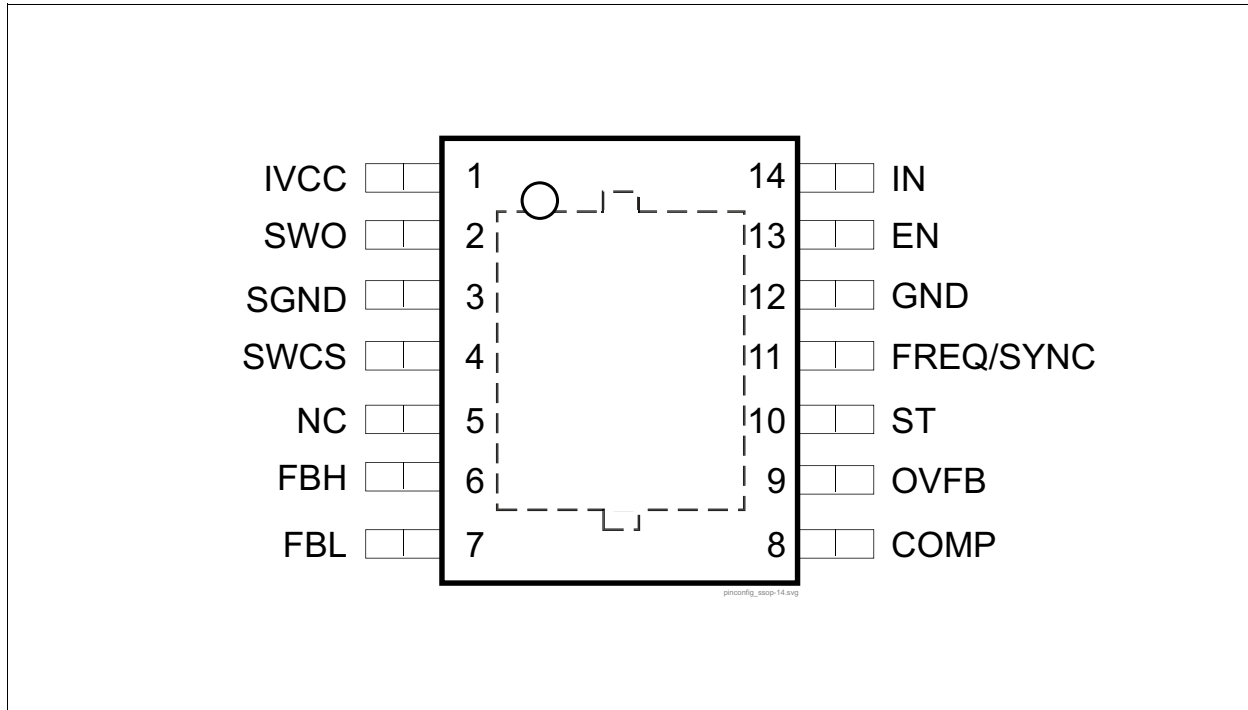 IVCC 1 14 IN
SWO 2 13 EN
SGND 3 12 GND
SWCS 4 11 FREQ/SYNC
NC 5 10 ST
FBH 6 9 OVFB
FBL 7 8 COMP
pinconfig_ssop-14.svg